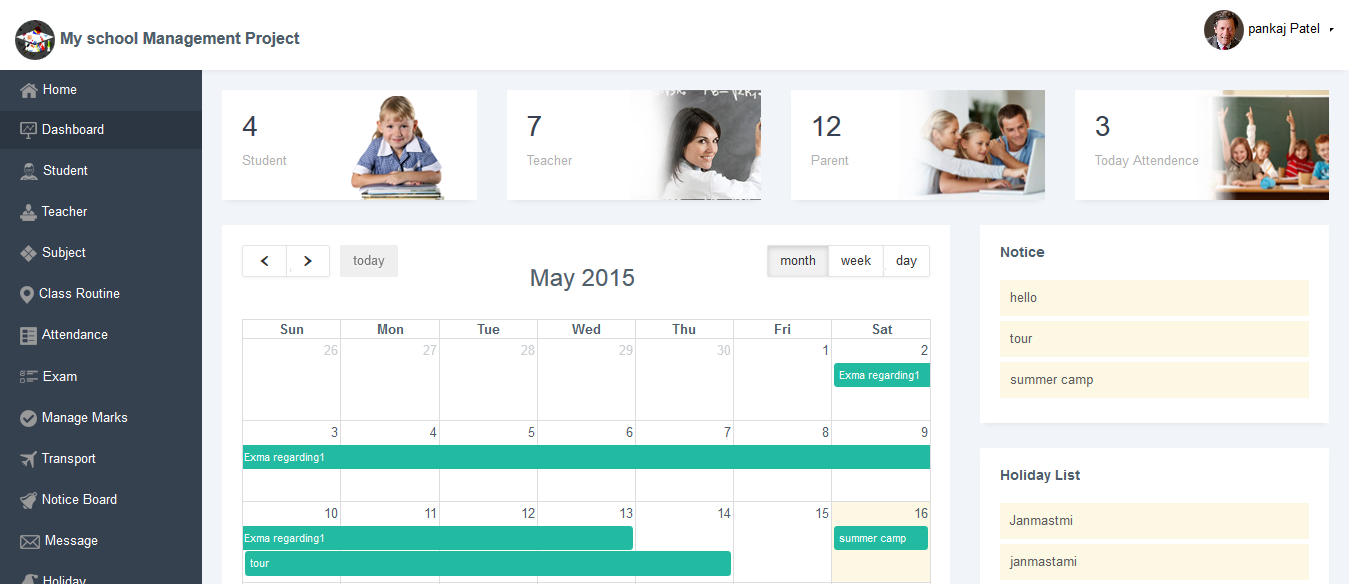 My school Management Project
pankaj Patel
Home
Dashboard
Student
Teacher
Subject
Class Routine
Attendance
Exam
Manage Marks
Transport
Notice Board
Message
Holiday
4
Student
7
Teacher
12
Parent
3
Today Attendence
today
May 2015
month week day
Sun Mon Tue Wed Thu Fri Sat
26 27 28 29 30 1 2
Exma regarding1
3 4 5 6 7 8 9
Exma regarding1
10 11 12 13 14 15 16
Exma regarding1 summer camp
tour
Notice
hello
tour
summer camp
Holiday List
Janmastmi
janmastami